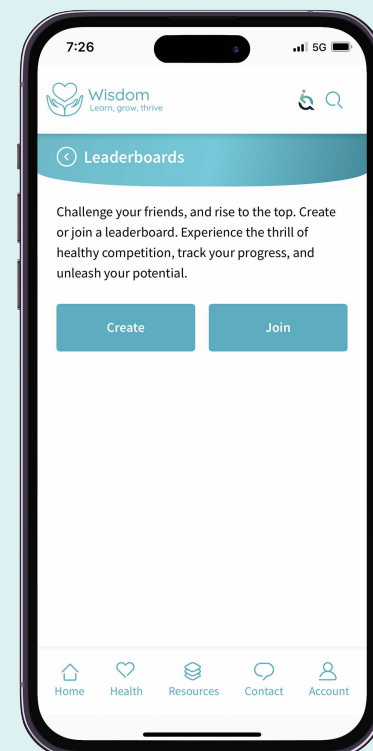 7:26
5G
Wisdom
Learn, grow, thrive
Leaderboards
Challenge your friends, and rise to the top. Create
or join a leaderboard. Experience the thrill of
healthy competition, track your progress, and
unleash your potential.
Create Join
Home Health Resources Contact Account